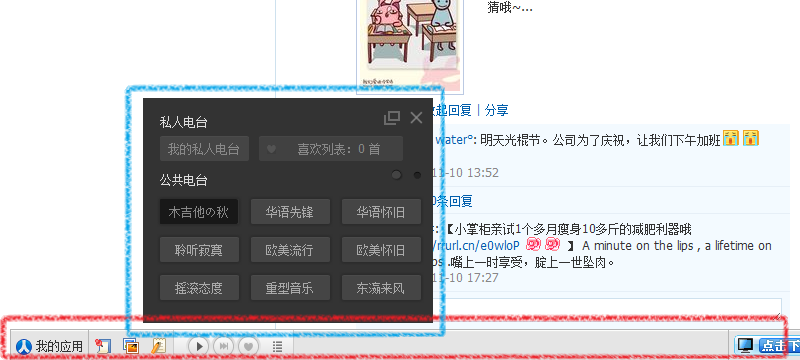 猜哦~...
起回复 | 分享
water°: 明天光棍节。公司为了庆祝，让我们下午加班
11-10 13:52
0条回复
:【小掌柜亲试1个多月瘦身10多斤的减肥利器哦
/rrurl.cn/e0wloP 】 A minute on the lips , a lifetime on
.嘴上一时享受，腚上一世坠肉。
11-10 17:27
私人电台
我的私人电台 喜欢列表：0 首
公共电台
木吉他の秋 华语先锋 华语怀旧
聆听寂寞 欧美流行 欧美怀旧
摇滚态度 重型音乐 东瀛来风
我的应用 点击下